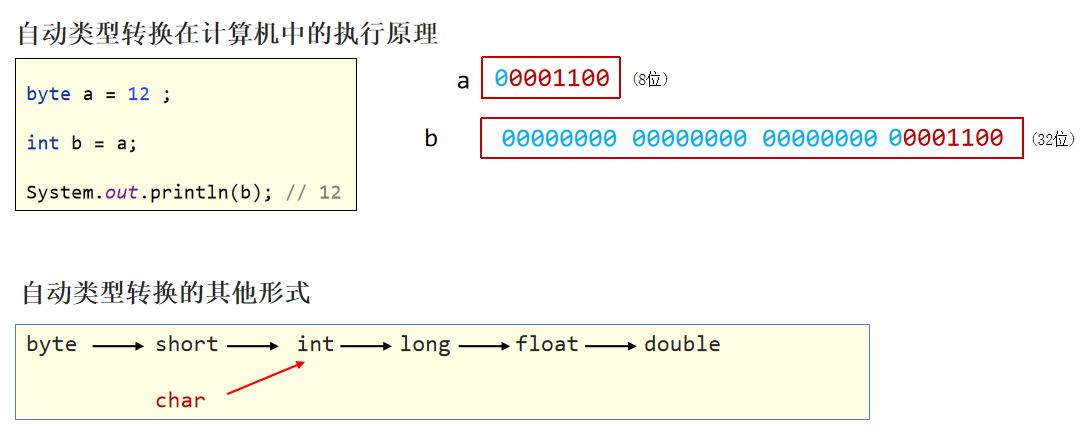 自动类型转换在计算机中的执行原理
byte a = 12 ;
int b = a;
System.out.println(b); // 12
a 00001100 (8位)
b 00000000 00000000 00000000 00001100 (32位)
自动类型转换的其他形式
byte short int long float double
char